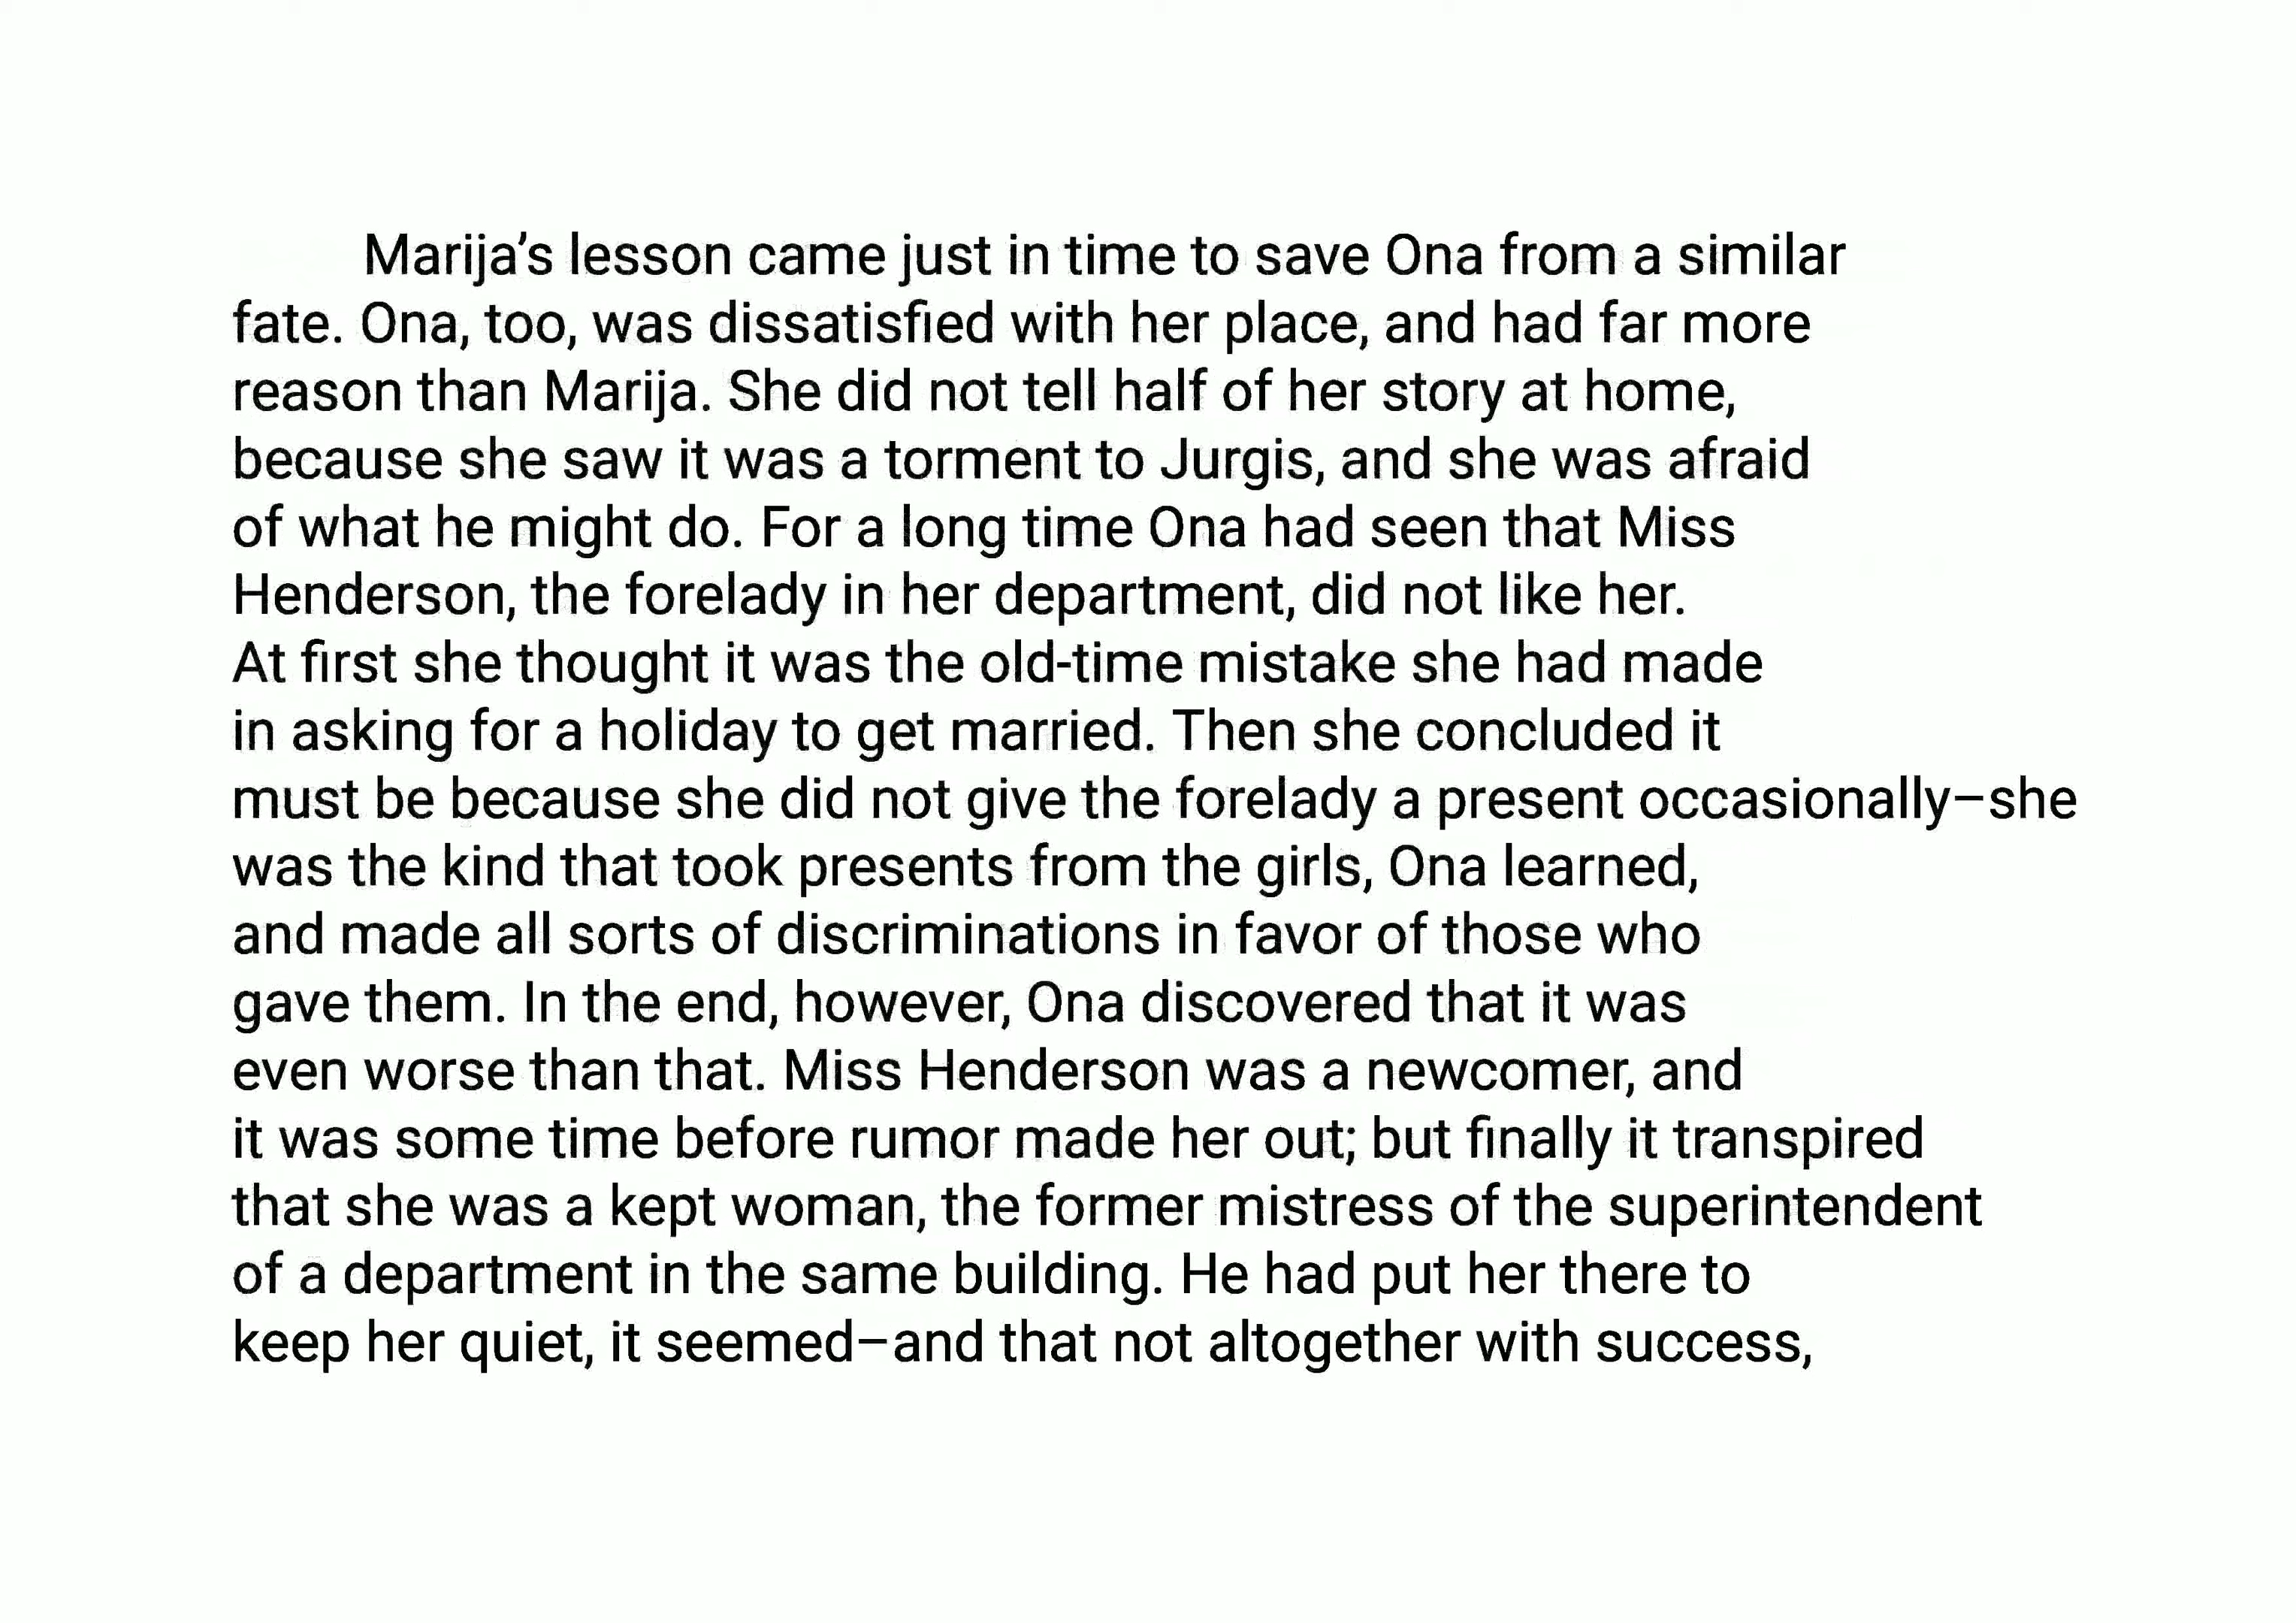 Marija’s lesson came just in time to save Ona from a similar
fate. Ona, too, was dissatisfied with her place, and had far more
reason than Marija. She did not tell half of her story at home,
because she saw it was a torment to Jurgis, and she was afraid
of what he might do. For a long time Ona had seen that Miss
Henderson, the forelady in her department, did not like her.
At first she thought it was the old-time mistake she had made
in asking for a holiday to get married. Then she concluded it
must be because she did not give the forelady a present occasionally–she
was the kind that took presents from the girls, Ona learned,
and made all sorts of discriminations in favor of those who
gave them. In the end, however, Ona discovered that it was
even worse than that. Miss Henderson was a newcomer, and
it was some time before rumor made her out; but finally it transpired
that she was a kept woman, the former mistress of the superintendent
of a department in the same building. He had put her there to
keep her quiet, it seemed–and that not altogether with success,